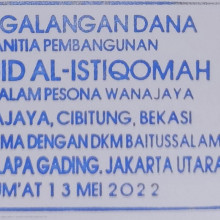 GALANGAN DANA
ANITIA PEMBANGUNAN
ID AL-ISTIQOMAH
ALAM PESONA WANAJAYA
AJAYA, CIBITUNG, BEKASI
MA DENGAN DKM BAITUSSALAM
LAPA GADING, JAKARTA UTARA
UM'AT 13 MEI 2022